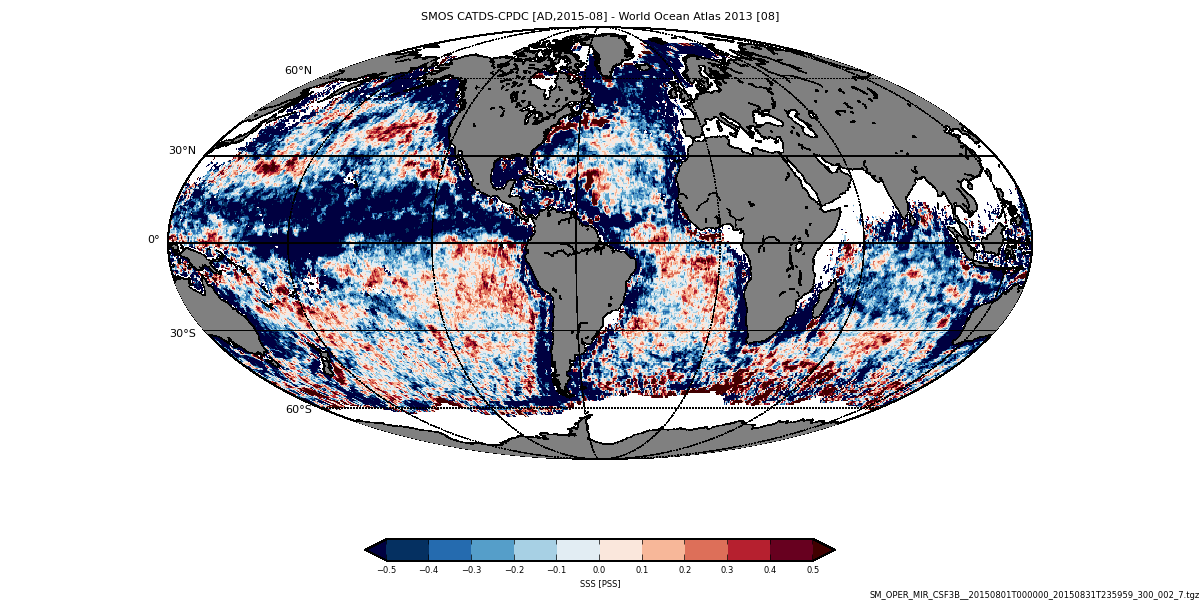 SMOS CATDS-CPDC [AD,2015-08] - World Ocean Atlas 2013 [08]
60°N
30°N
0°
30°S
60°S
−0.5 −0.4 −0.3 −0.2 −0.1 0.0 0.1 0.2 0.3 0.4 0.5
SSS [PSS]
SM_OPER_MIR_CSF3B__20150801T000000_20150831T235959_300_002_7.tgz